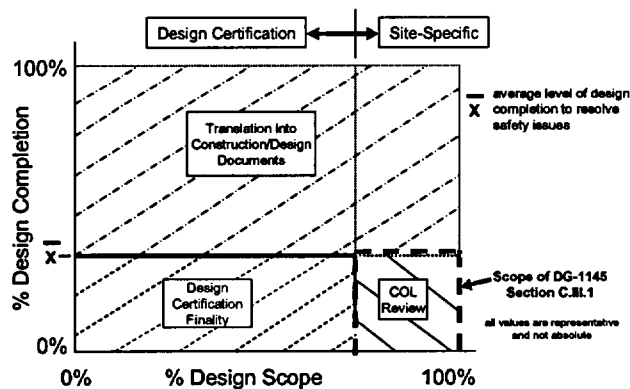 Design Certification
Site-Specific
100%
% Design Completion
x
0%
Translation Into
Construction/Design
Documents
Design
Certification
Finality
COL
Review
x
average level of design
completion to resolve
safety issues
Scope of DG-1145
Section C.III.1
all values are representative
and not absolute
0%
% Design Scope
100%